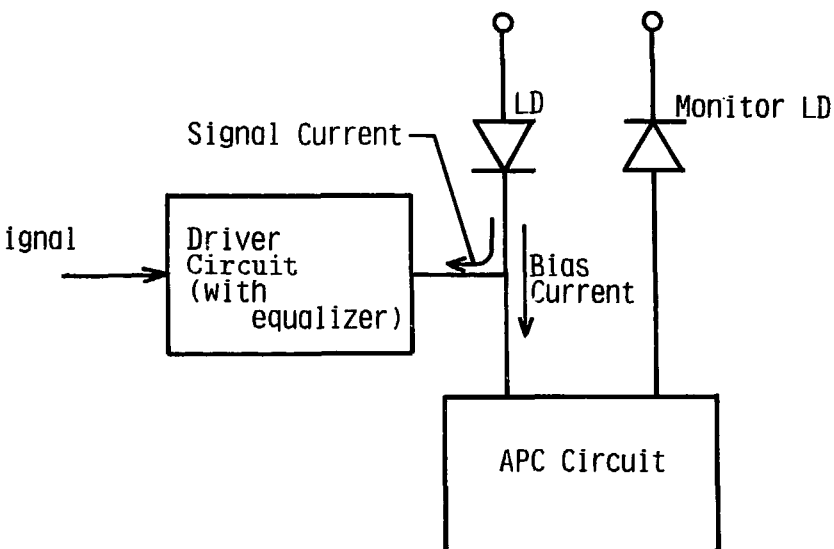 LD
Monitor LD
Signal Current
ignal
Driver
Circuit
(with
equalizer)
Bias
Current
APC Circuit